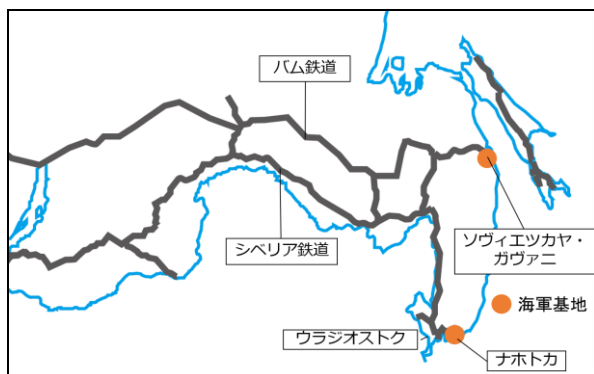 バム鉄道
シベリア鉄道
ソヴィエツカヤ・
ガヴァニ
海軍基地
ウラジオストク
ナホトカ